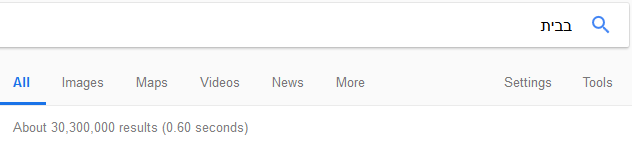 בבית
All Images Maps Videos News More Settings Tools
About 30,300,000 results (0.60 seconds)